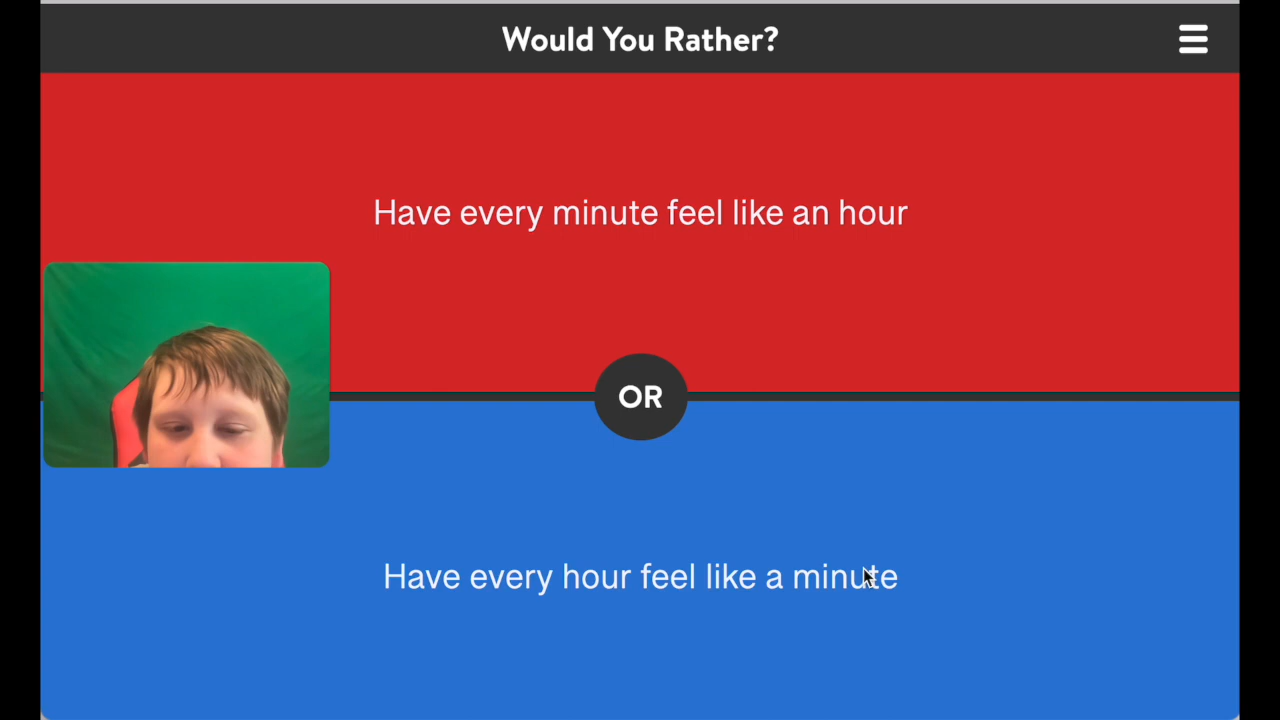 Would You Rather?
Have every minute feel like an hour
OR
Have every hour feel like a minute